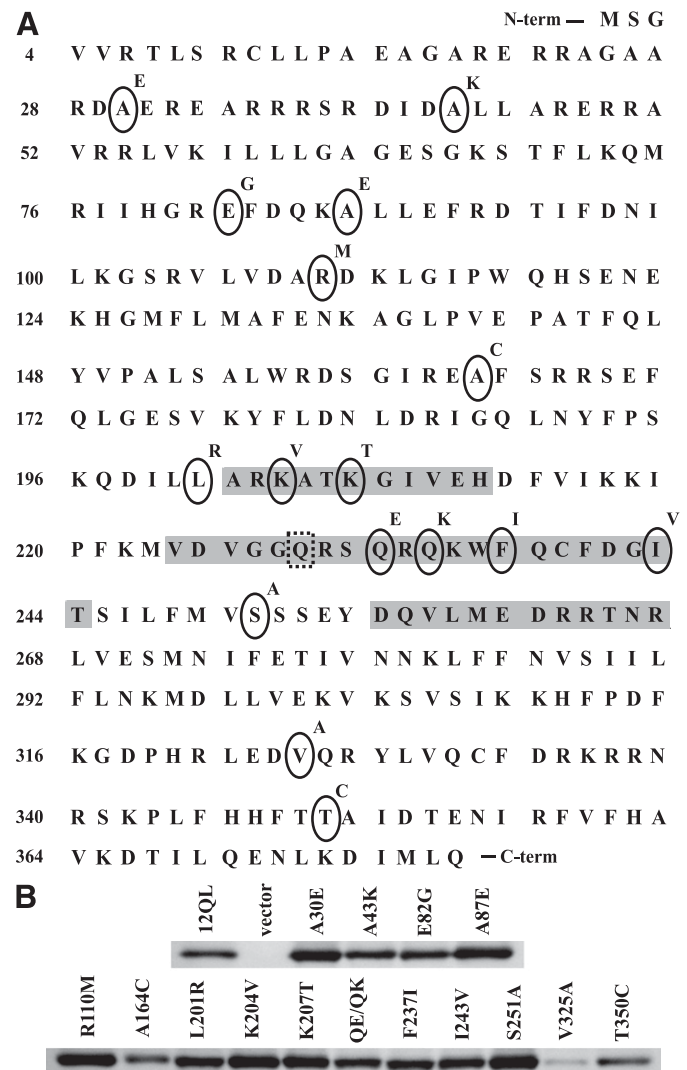 A
N-term — M S G
4 V V R T L S R C L L P A E A G A R E R R A G A A
E K
28 R D A E R E A R R R S R D I D A L L A R E R R A
52 V R R L V K I L L L G A G E S G K S T F L K Q M
G E
76 R I I H G R E F D Q K A L L E F R D T I F D N I
M
100 L K G S R V L V D A R D K L G I P W Q H S E N E
124 K H G M F L M A F E N K A G L P V E P A T F Q L
C
148 Y V P A L S A L W R D S G I R E A F S R R S E F
172 Q L G E S V K Y F L D N L D R I G Q L N Y F P S
R V T
196 K Q D I L L A R K A T K G I V E H D F V I K K I
E K I V
220 P F K M V D V G G Q R S Q R Q K W F Q C F D G I
A
244 T S I L F M V S S S E Y D Q V L M E D R R T N R
268 L V E S M N I F E T I V N N K L F F N V S I I L
292 F L N K M D L L V E K V K S V S I K K H F P D F
A
316 K G D P H R L E D V Q R Y L V Q C F D R K R R N
C
340 R S K P L F H H F T T A I D T E N I R F V F H A
364 V K D T I L Q E N L K D I M L Q — C-term
B
12QL vector A30E A43K E82G A87E
R110M A164C L201R K204V K207T QE/QK F237I I243V S251A V325A T350C